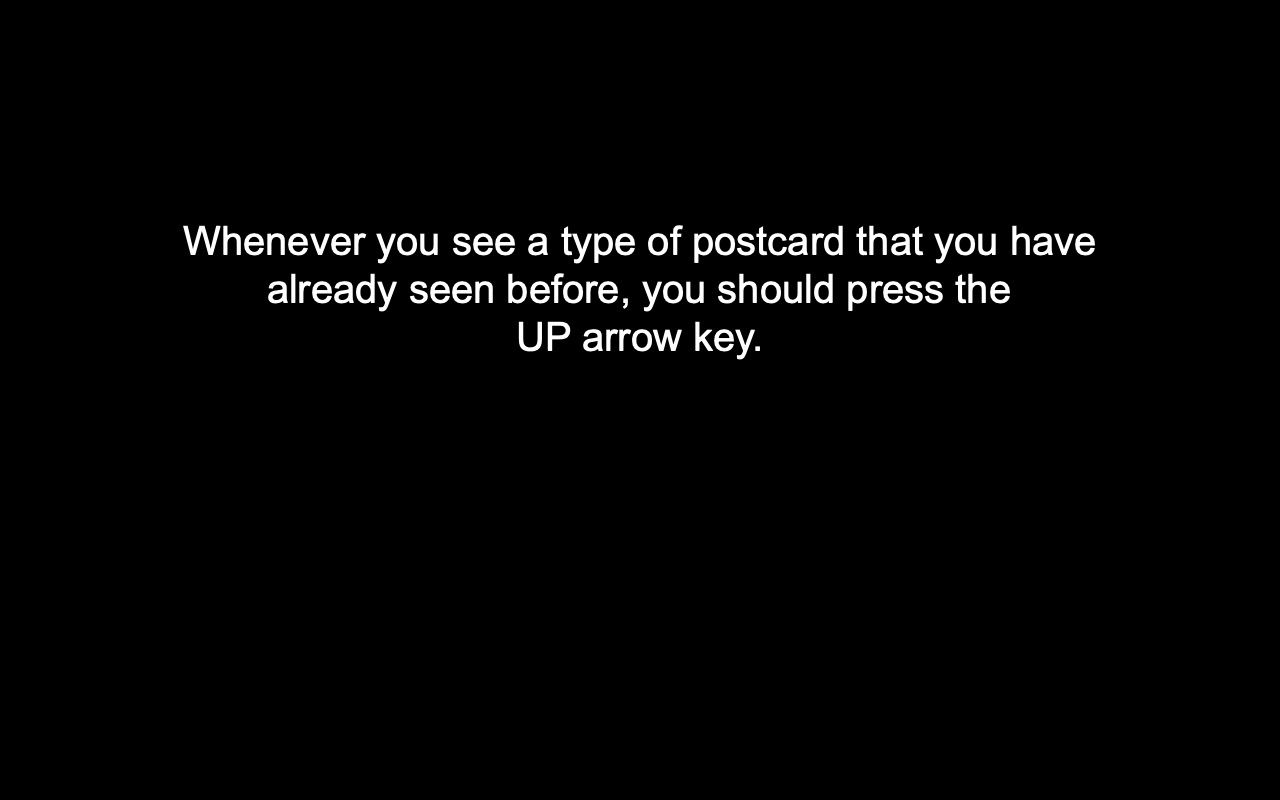 Whenever you see a type of postcard that you have
already seen before, you should press the
UP arrow key.